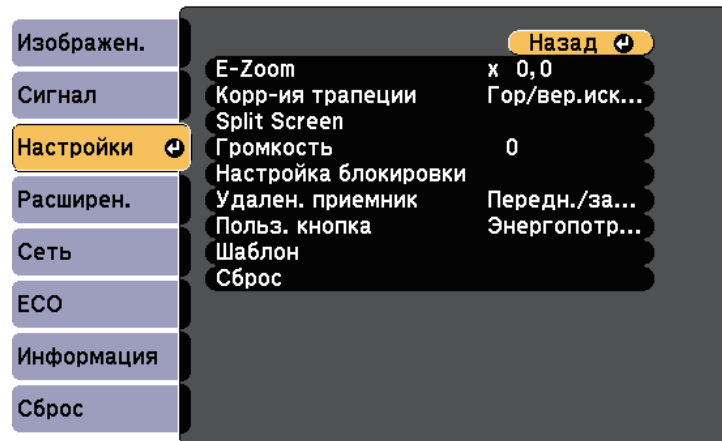 Изображен.
Сигнал
Настройки
Расширен.
Сеть
ECO
Информация
Сброс
Назад
E-Zoom x 0,0
Корр-ия трапеции Гор/вер.иск...
Split Screen
Громкость 0
Настройка блокировки
Удален. приемник Передн./за...
Польз. кнопка Энергопотр...
Шаблон
Сброс